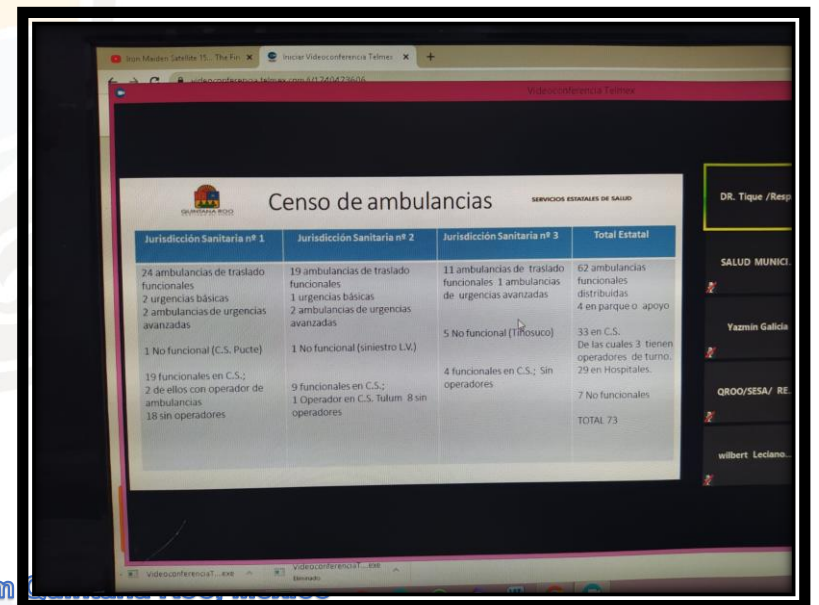 Iron Maiden Satellite 15... The Fin
Iniciar Videoconferencia Telmex
videoconferencia.telmex.com/j/1740423606
Videoconferencia Telmex
QUINTANA ROO
Censo de ambulancias
SERVICIOS ESTATALES DE SALUD
Jurisdicción Sanitaria nº 1
24 ambulancias de traslado
funcionales
2 urgencias básicas
2 ambulancias de urgencias
avanzadas
1 No funcional (C.S. Pucte)
19 funcionales en C.S.;
2 de ellos con operador de
ambulancias
18 sin operadores
Jurisdicción Sanitaria nº 2
19 ambulancias de traslado
funcionales
1 urgencias básicas
2 ambulancias de urgencias
avanzadas
1 No funcional (siniestro L.V.)
9 funcionales en C.S.;
1 Operador en C.S. Tulum 8 sin
operadores
Jurisdicción Sanitaria nº 3
11 ambulancias de traslado
funcionales 1 ambulancias
de urgencias avanzadas
5 No funcional (Tihosuco)
4 funcionales en C.S.; Sin
operadores
Total Estatal
62 ambulancias
funcionales
distribuidas
4 en parque o apoyo
33 en C.S.
De las cuales 3 tienen
operadores de turno.
29 en Hospitales.
7 No funcionales
TOTAL 73
DR. Tique /Resp
SALUD MUNICI...
Yazmin Galicia
QROO/SESA/ RE...
wilbert Leciano...
VideoconferenciaT....exe
VideoconferenciaT....exe
Eliminado